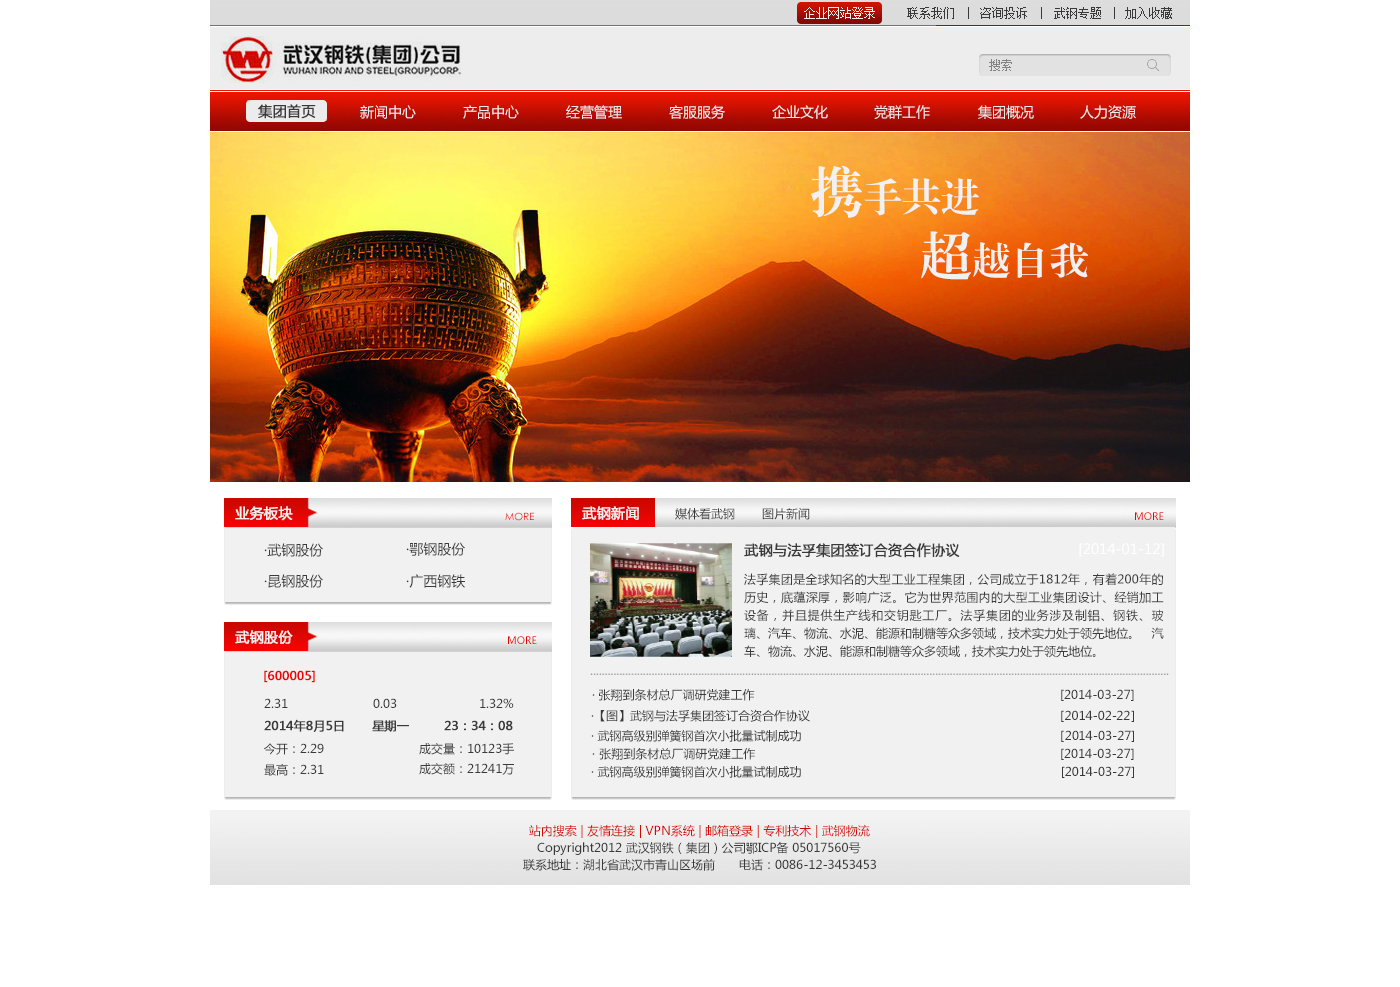 企业网站登录 联系我们 | 咨询投诉 | 武钢专题 | 加入收藏
武汉钢铁(集团)公司
WUHAN IRON AND STEEL(GROUP)CORP.
搜索
集团首页 新闻中心 产品中心 经营管理 客服服务 企业文化 党群工作 集团概况 人力资源
携手共进
超越自我
业务板块 MORE
·武钢股份 ·鄂钢股份
·昆钢股份 ·广西钢铁
武钢股份 MORE
[600005]
2.31 0.03 1.32%
2014年8月5日 星期一 23：34：08
今开：2.29 成交量：10123手
最高：2.31 成交额：21241万
武钢新闻 媒体看武钢 图片新闻 MORE
武钢与法孚集团签订合资合作协议 [2014-01-12]
法孚集团是全球知名的大型工业工程集团，公司成立于1812年，有着200年的
历史，底蕴深厚，影响广泛。它为世界范围内的大型工业集团设计、经销加工
设备，并且提供生产线和交钥匙工厂。法孚集团的业务涉及制铝、钢铁、玻
璃、汽车、物流、水泥、能源和制糖等众多领域，技术实力处于领先地位。 汽
车、物流、水泥、能源和制糖等众多领域，技术实力处于领先地位。
· 张翔到条材总厂调研党建工作 [2014-03-27]
·【图】武钢与法孚集团签订合资合作协议 [2014-02-22]
· 武钢高级别弹簧钢首次小批量试制成功 [2014-03-27]
· 张翔到条材总厂调研党建工作 [2014-03-27]
· 武钢高级别弹簧钢首次小批量试制成功 [2014-03-27]
站内搜索 | 友情连接 | VPN系统 | 邮箱登录 | 专利技术 | 武钢物流
Copyright2012 武汉钢铁（集团）公司鄂ICP备 05017560号
联系地址：湖北省武汉市青山区场前 电话：0086-12-3453453